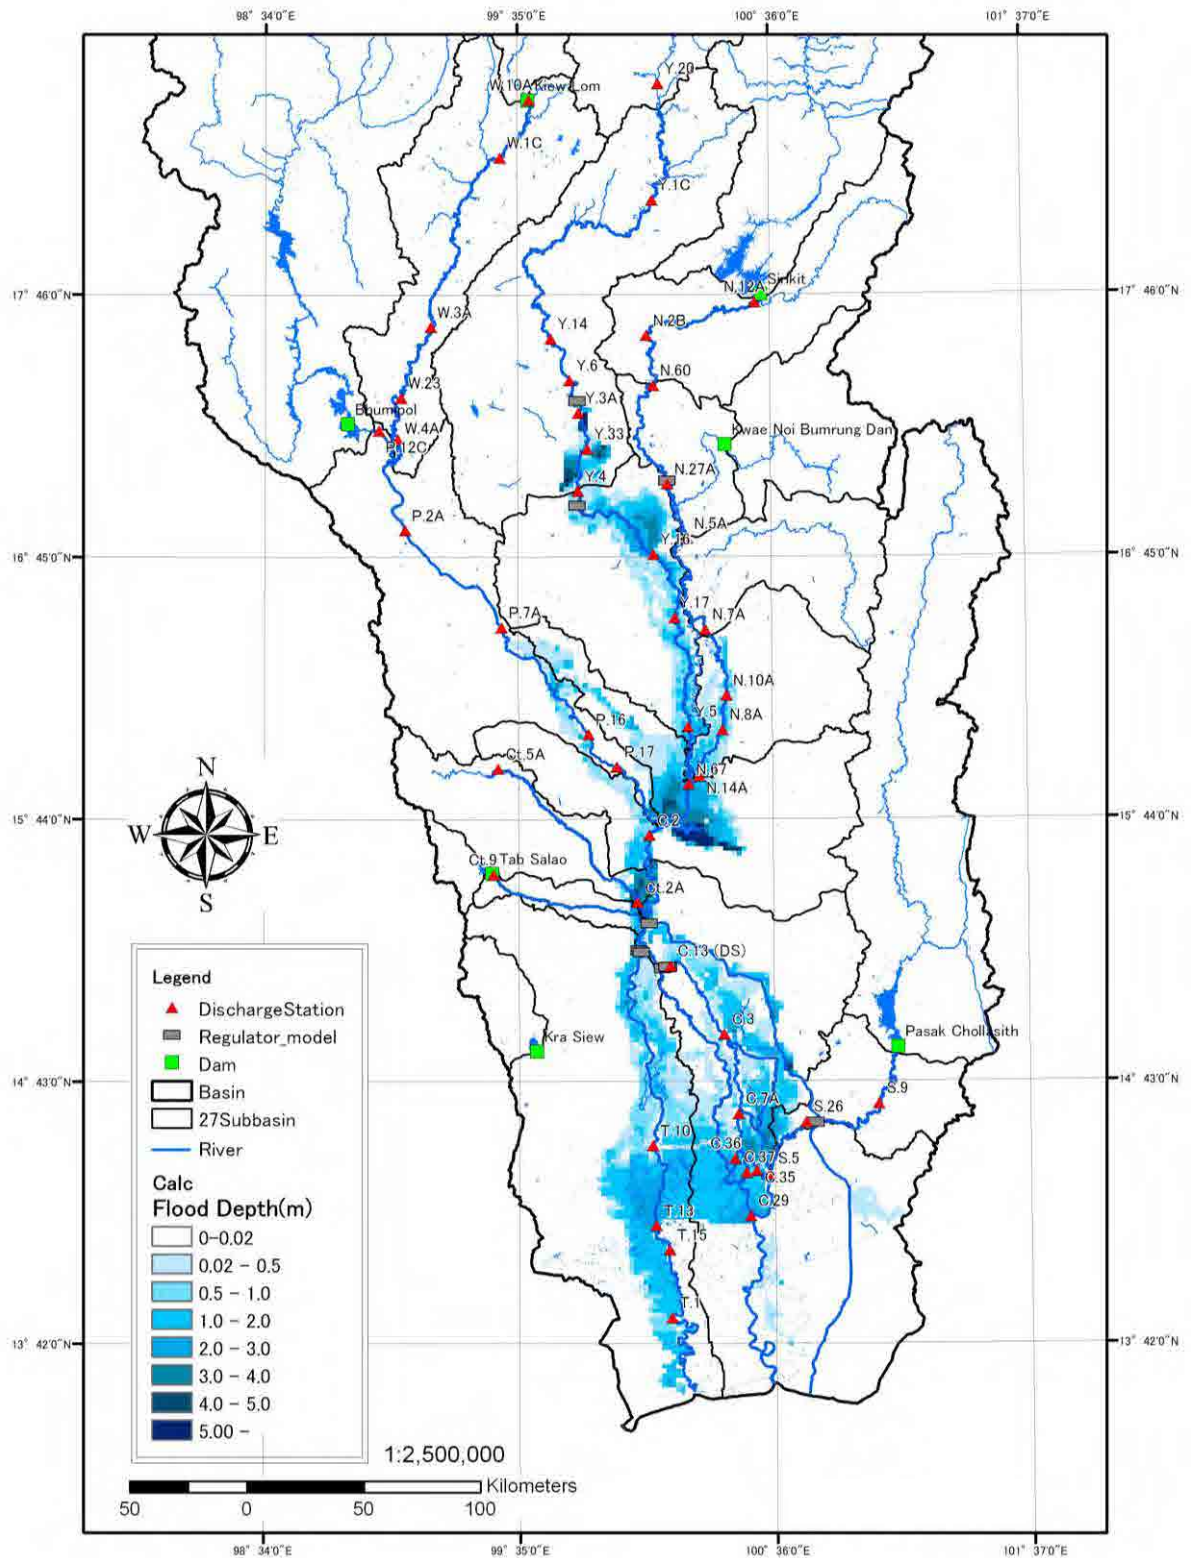 98° 34'0"E 99° 35'0"E 100° 36'0"E 101° 37'0"E
Y.20
W.10A Kiew Lom
W.1C
Y.1C
Sirikit
N.12A
17° 46'0"N 17° 46'0"N
W.3A
Y.14
N.2B
Y.6
N.60
W.23
Y.3A
Bhumipol
W.4A
Y.33
Kwae Noi Bumrung Dan
P.12C
Y.4
N.27A
P.2A
N.5A
Y.16
16° 45'0"N 16° 45'0"N
P.7A
Y.17
N.7A
N.10A
P.16
Y.5
N.8A
Ct.5A
P.17
N.67
N.14A
N
W E
S
15° 44'0"N 15° 44'0"N
C.2
Ct.9 Tab Salao
Ct.2A
C.13 (DS)
C.3
Pasak Chollasith
Kra Siew
14° 43'0"N 14° 43'0"N
S.9
C.7A
S.26
T.10
C.36
C.37
S.5
C.35
C.29
T.13
T.15
T.1
13° 42'0"N 13° 42'0"N
Legend
DischargeStation
Regulator_model
Dam
Basin
27Subbasin
River
Calc
Flood Depth(m)
0-0.02
0.02 - 0.5
0.5 - 1.0
1.0 - 2.0
2.0 - 3.0
3.0 - 4.0
4.0 - 5.0
5.00 -
1:2,500,000
Kilometers
50 0 50 100
98° 34'0"E 99° 35'0"E 100° 36'0"E 101° 37'0"E